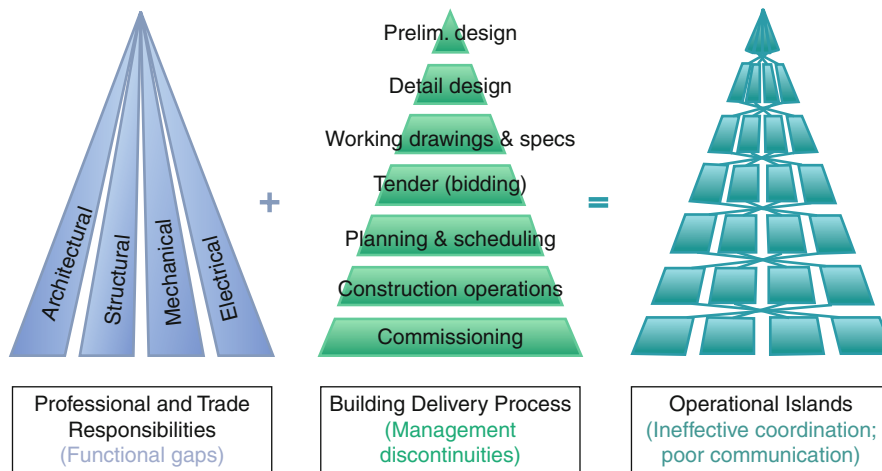 Architectural
Structural
Mechanical
Electrical
+
Prelim. design
Detail design
Working drawings & specs
Tender (bidding)
Planning & scheduling
Construction operations
Commissioning
=
Professional and Trade
Responsibilities
(Functional gaps)
Building Delivery Process
(Management
discontinuities)
Operational Islands
(Ineffective coordination;
poor communication)